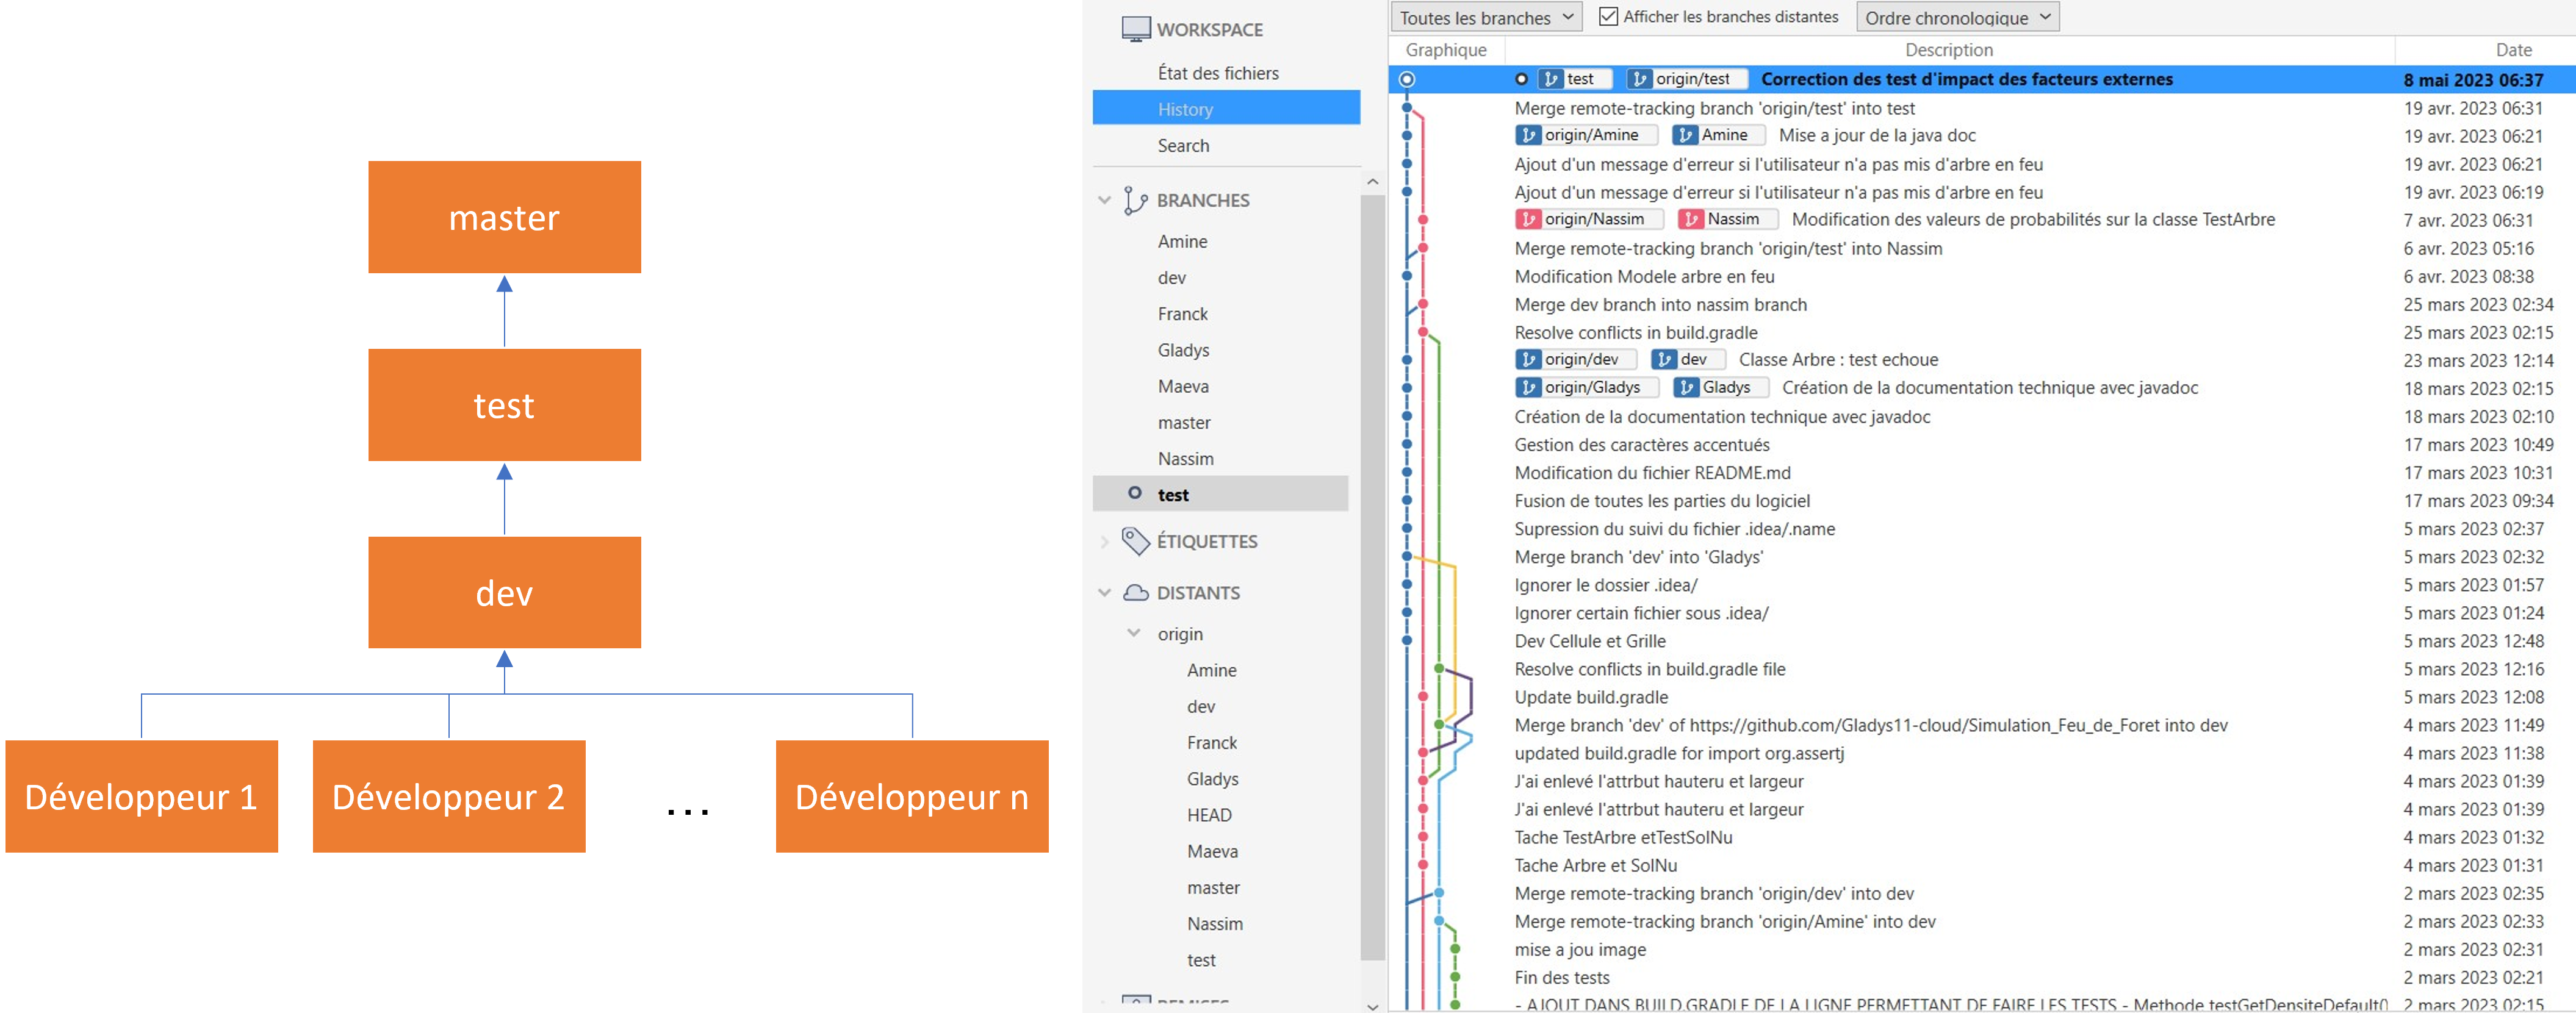 master
test
dev
Développeur 1
Développeur 2
...
Développeur n
WORKSPACE
État des fichiers
History
Search
BRANCHES
Amine
dev
Franck
Gladys
Maeva
master
Nassim
test
ÉTIQUETTES
DISTANTS
origin
Amine
dev
Franck
Gladys
HEAD
Maeva
master
Nassim
test
REMISES
Toutes les branches Afficher les branches distantes Ordre chronologique
Graphique Description Date
test origin/test Correction des test d'impact des facteurs externes 8 mai 2023 06:37
Merge remote-tracking branch 'origin/test' into test 19 avr. 2023 06:31
origin/Amine Amine Mise a jour de la java doc 19 avr. 2023 06:21
Ajout d'un message d'erreur si l'utilisateur n'a pas mis d'arbre en feu 19 avr. 2023 06:21
Ajout d'un message d'erreur si l'utilisateur n'a pas mis d'arbre en feu 19 avr. 2023 06:19
origin/Nassim Nassim Modification des valeurs de probabilités sur la classe TestArbre 7 avr. 2023 06:31
Merge remote-tracking branch 'origin/test' into Nassim 6 avr. 2023 05:16
Modification Modele arbre en feu 6 avr. 2023 08:38
Merge dev branch into nassim branch 25 mars 2023 02:34
Resolve conflicts in build.gradle 25 mars 2023 02:15
origin/dev dev Classe Arbre : test echoue 23 mars 2023 12:14
origin/Gladys Gladys Création de la documentation technique avec javadoc 18 mars 2023 02:15
Création de la documentation technique avec javadoc 18 mars 2023 02:10
Gestion des caractères accentués 17 mars 2023 10:49
Modification du fichier README.md 17 mars 2023 10:31
Fusion de toutes les parties du logiciel 17 mars 2023 09:34
Supression du suivi du fichier .idea/.name 5 mars 2023 02:37
Merge branch 'dev' into 'Gladys' 5 mars 2023 02:32
Ignorer le dossier .idea/ 5 mars 2023 01:57
Ignorer certain fichier sous .idea/ 5 mars 2023 01:24
Dev Cellule et Grille 5 mars 2023 12:48
Resolve conflicts in build.gradle file 5 mars 2023 12:16
Update build.gradle 5 mars 2023 12:08
Merge branch 'dev' of https://github.com/Gladys11-cloud/Simulation_Feu_de_Foret into dev 4 mars 2023 11:49
updated build.gradle for import org.assertj 4 mars 2023 11:38
J'ai enlevé l'attrbut hauteru et largeur 4 mars 2023 01:39
J'ai enlevé l'attrbut hauteru et largeur 4 mars 2023 01:39
Tache TestArbre etTestSolNu 4 mars 2023 01:32
Tache Arbre et SolNu 4 mars 2023 01:31
Merge remote-tracking branch 'origin/dev' into dev 2 mars 2023 02:35
Merge remote-tracking branch 'origin/Amine' into dev 2 mars 2023 02:33
mise a jou image 2 mars 2023 02:31
Fin des tests 2 mars 2023 02:21
- AJOUT DANS BUILD.GRADLE DE LA LIGNE PERMETTANT DE FAIRE LES TESTS - Methode testGetDensiteDefault() 2 mars 2023 02:15